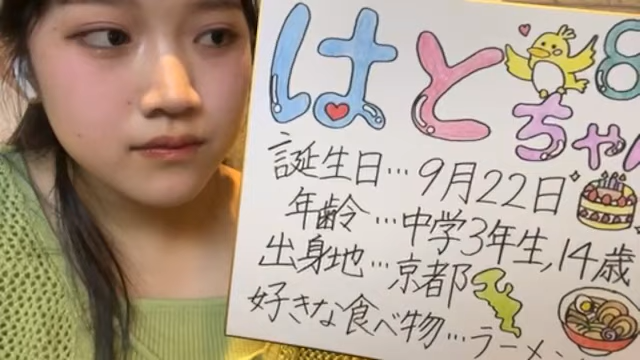 はと
ちゃん
8
誕生日…9月22日
年齢…中学3年生,14歳
出身地…京都
好きな食べ物…ラーメ